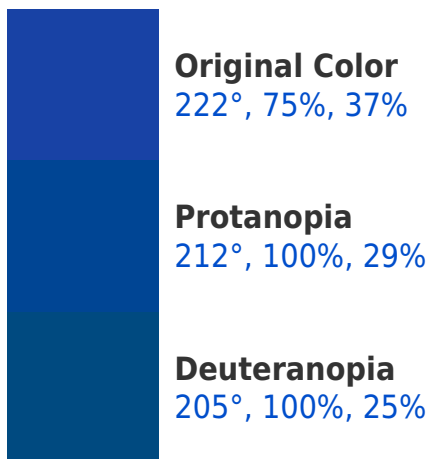 Original Color
222°, 75%, 37%
Protanopia
212°, 100%, 29%
Deuteranopia
205°, 100%, 25%